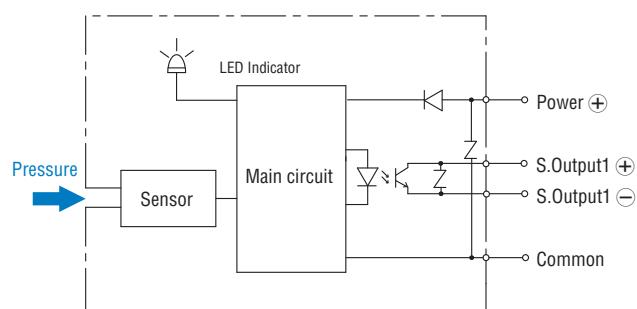 LED Indicator
Power ⊕
Pressure
Sensor
Main circuit
S.Output1 ⊕
S.Output1 ⊖
Common